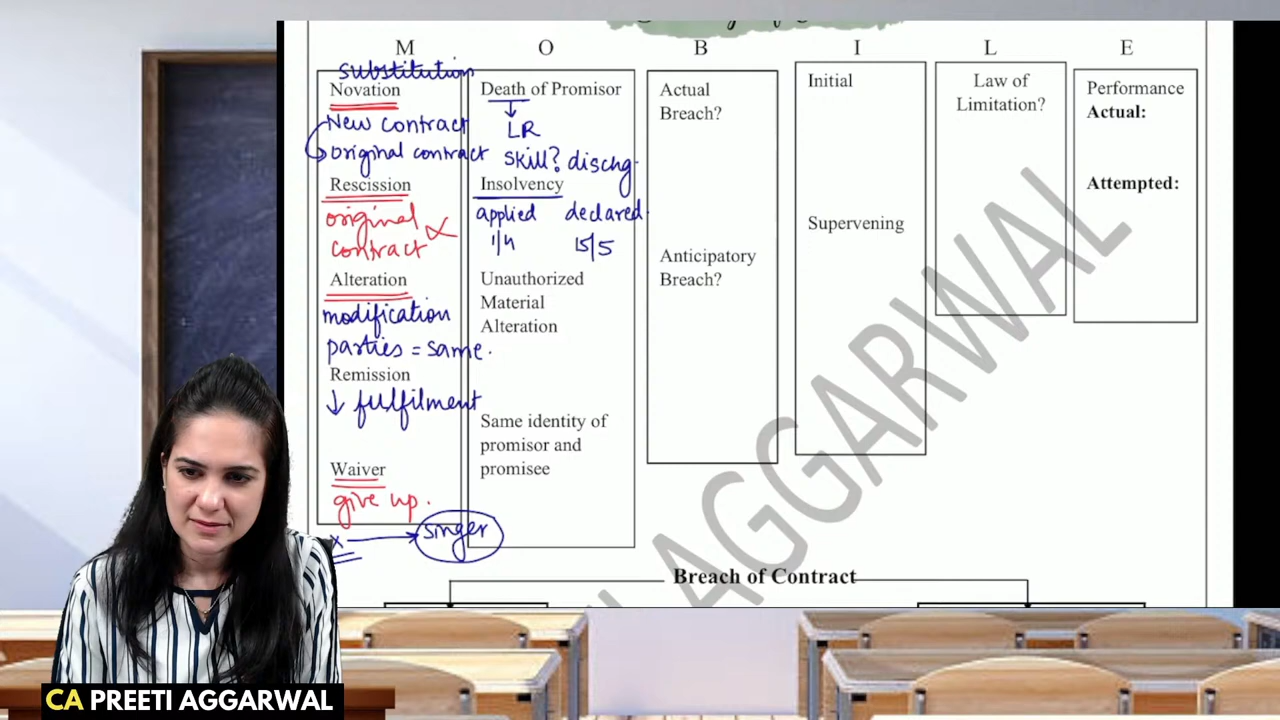 M O B I L E
substitution
Novation
New contract
original contract
Rescission
original
contract
Alteration
modification
parties = same.
Remission
↓ fulfilment
Waiver
give up.
x → singer
Death of Promisor
↓
LR
skill? dischg.
Insolvency
applied declared
1/4 15/5
Unauthorized
Material
Alteration
Same identity of
promisor and
promisee
Actual
Breach?
Anticipatory
Breach?
Initial
Supervening
Law of
Limitation?
Performance
Actual:
Attempted:
AGGARWAL
Breach of Contract
CA PREETI AGGARWAL